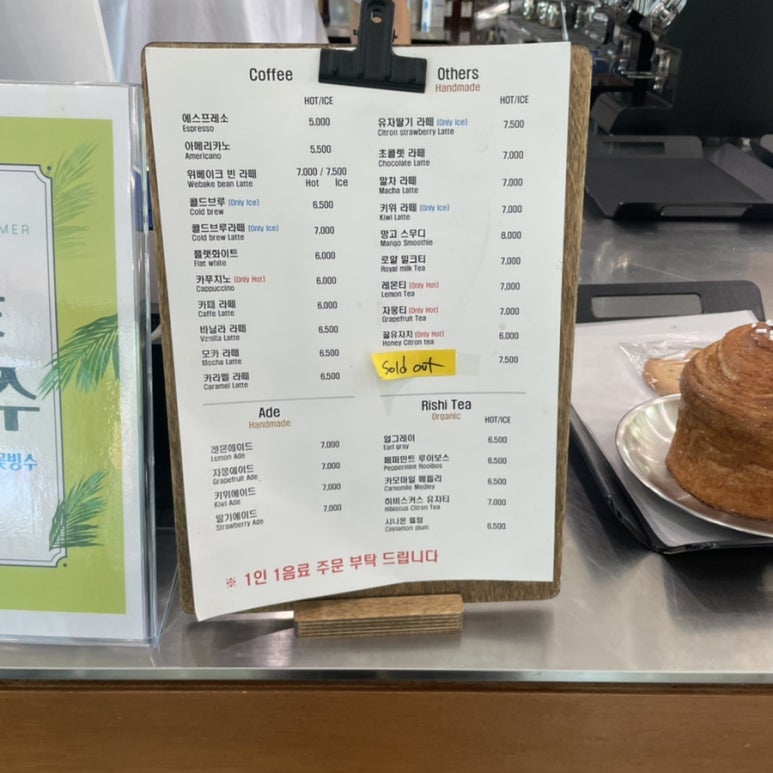 Coffee
HOT/ICE
에스프레소 5.000
Espresso
아메리카노 5.500
Americano
위베이크 빈 라떼 7.000 / 7.500
Webake bean Latte Hot Ice
콜드브루 [Only Ice] 6.500
Cold brew
콜드브루라떼 [Only Ice] 7.000
Cold brew Latte
플랫화이트 6.000
Flat white
카푸치노 [Only Hot] 6.000
Cappuccino
카페 라떼 6.000
Caffe Latte
바닐라 라떼 6.500
Vanilla Latte
모카 라떼 6.500
Mocha Latte
카라멜 라떼 6.500
Caramel Latte
Others
Handmade
HOT/ICE
유자딸기 라떼 [Only Ice] 7.500
Citron strawberry Latte
초콜렛 라떼 7.000
Chocolate Latte
말차 라떼 7.000
Macha Latte
키위 라떼 [Only Ice] 7.000
Kiwi Latte
망고 스무디 8.000
Mango Smoothie
로얄 밀크티 7.000
Royal milk Tea
레몬티 [Only Hot] 7.000
Lemon Tea
자몽티 [Only Hot] 7.000
Grapefruit Tea
꿀유자차 [Only Hot] 6.000
Honey Citron tea
Sold out 7.500
Ade
Handmade
레몬에이드 7.000
Lemon Ade
자몽에이드 7.000
Grapefruit Ade
키위에이드 7.000
Kiwi Ade
딸기에이드 7.000
Strawberry Ade
Rishi Tea
Organic
HOT/ICE
얼그레이 6.500
Earl gray
페퍼민트 루이보스 6.500
Peppermint Rooibos
카모마일 메들리 6.500
Camomile Medley
히비스커스 유자티 7.000
Hibiscus Citron Tea
시나몬 플럼 6.500
Cinnamon plum
※ 1인 1음료 주문 부탁 드립니다
MER
수
빙수